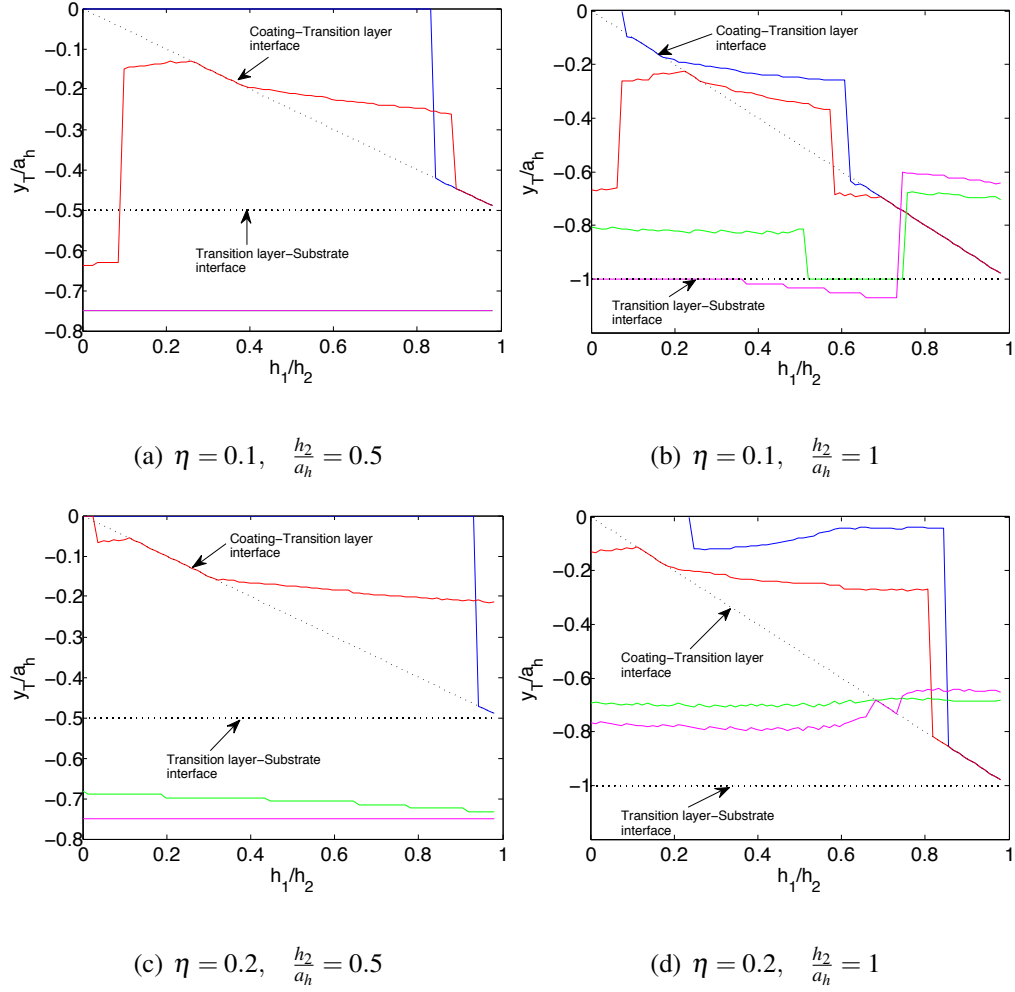 0
−0.1
−0.2
−0.3
−0.4
−0.5
−0.6
−0.7
−0.8
y_T/a_h
0 0.2 0.4 0.6 0.8 1
h_1/h_2
Coating−Transition layer
interface
Transition layer−Substrate
interface
(a) η = 0.1, h_2/a_h = 0.5
0
−0.2
−0.4
−0.6
−0.8
−1
y_T/a_h
0 0.2 0.4 0.6 0.8 1
h_1/h_2
Coating−Transition layer
interface
Transition layer−Substrate
interface
(b) η = 0.1, h_2/a_h = 1
0
−0.1
−0.2
−0.3
−0.4
−0.5
−0.6
−0.7
−0.8
y_T/a_h
0 0.2 0.4 0.6 0.8 1
h_1/h_2
Coating−Transition layer
interface
Transition layer−Substrate
interface
(c) η = 0.2, h_2/a_h = 0.5
0
−0.2
−0.4
−0.6
−0.8
−1
y_T/a_h
0 0.2 0.4 0.6 0.8 1
h_1/h_2
Coating−Transition layer
interface
Transition layer−Substrate
interface
(d) η = 0.2, h_2/a_h = 1